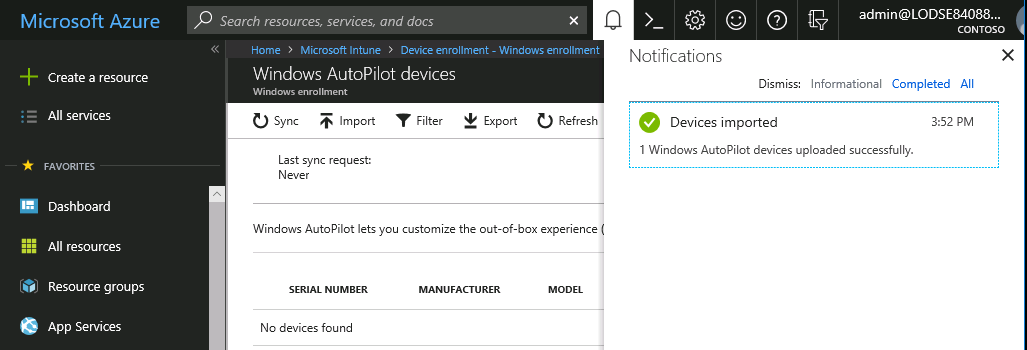 Microsoft Azure
Search resources, services, and docs
admin@LODSE84088...
CONTOSO
Create a resource
All services
FAVORITES
Dashboard
All resources
Resource groups
App Services
Home > Microsoft Intune > Device enrollment - Windows enrollment
Windows AutoPilot devices
Windows enrollment
Sync Import Filter Export Refresh
Last sync request:
Never
Windows AutoPilot lets you customize the out-of-box experience (
SERIAL NUMBER MANUFACTURER MODEL
No devices found
Notifications
Dismiss: Informational Completed All
Devices imported 3:52 PM
1 Windows AutoPilot devices uploaded successfully.